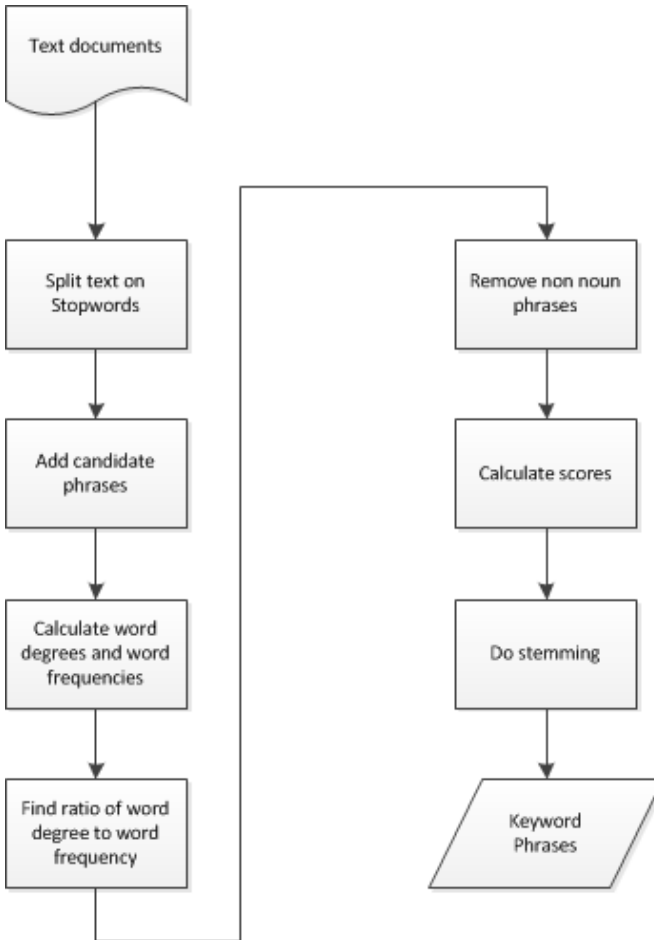 Text documents
Split text on
Stopwords
Add candidate
phrases
Calculate word
degrees and word
frequencies
Find ratio of word
degree to word
frequency
Remove non noun
phrases
Calculate scores
Do stemming
Keyword
Phrases